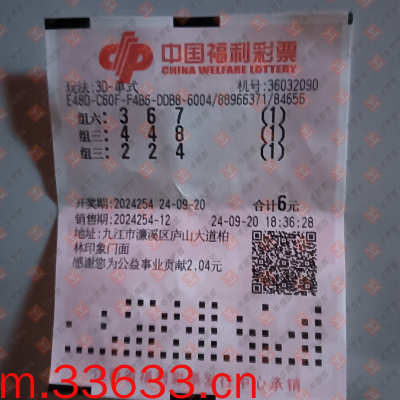 中国福利彩票
CHINA WELFARE LOTTERY
玩法:3D-单式 机号:36032090
E48D-C60F-F4B6-DDB8-6004/88966371/84656
组六: 3 6 7 (1)
组三: 4 4 8 (1)
组三: 2 2 4 (1)
开奖期:2024254 24-09-20 合计6元
销售期:2024254-12 24-09-20 18:36:28
地址:九江市濂溪区庐山大道柏
林印象门面
感谢您为公益事业贡献2.04元
m.33633.cn
中心承销